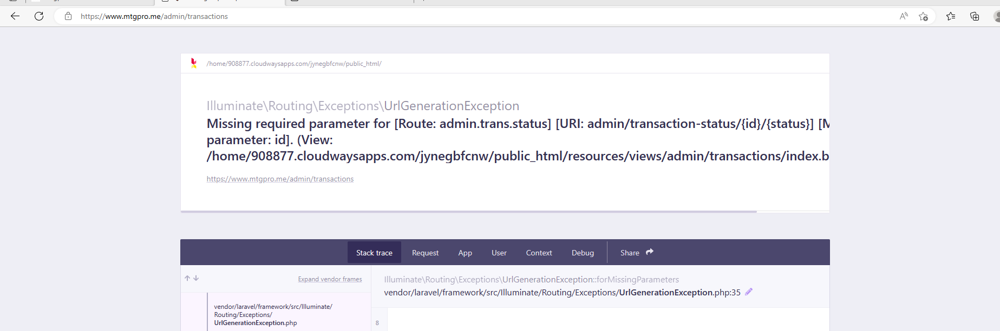 https://www.mtgpro.me/admin/transactions
/home/908877.cloudwaysapps.com/jynegbfcnw/public_html/
Illuminate\Routing\Exceptions\UrlGenerationException
Missing required parameter for [Route: admin.trans.status] [URI: admin/transaction-status/{id}/{status}] [M
parameter: id]. (View:
/home/908877.cloudwaysapps.com/jynegbfcnw/public_html/resources/views/admin/transactions/index.b
https://www.mtgpro.me/admin/transactions
Stack trace Request App User Context Debug Share
Expand vendor frames
Illuminate\Routing\Exceptions\UrlGenerationException::forMissingParameters
vendor/laravel/framework/src/Illuminate/Routing/Exceptions/UrlGenerationException.php:35
vendor/laravel/framework/src/Illuminate/
Routing/Exceptions/
UrlGenerationException.php
8